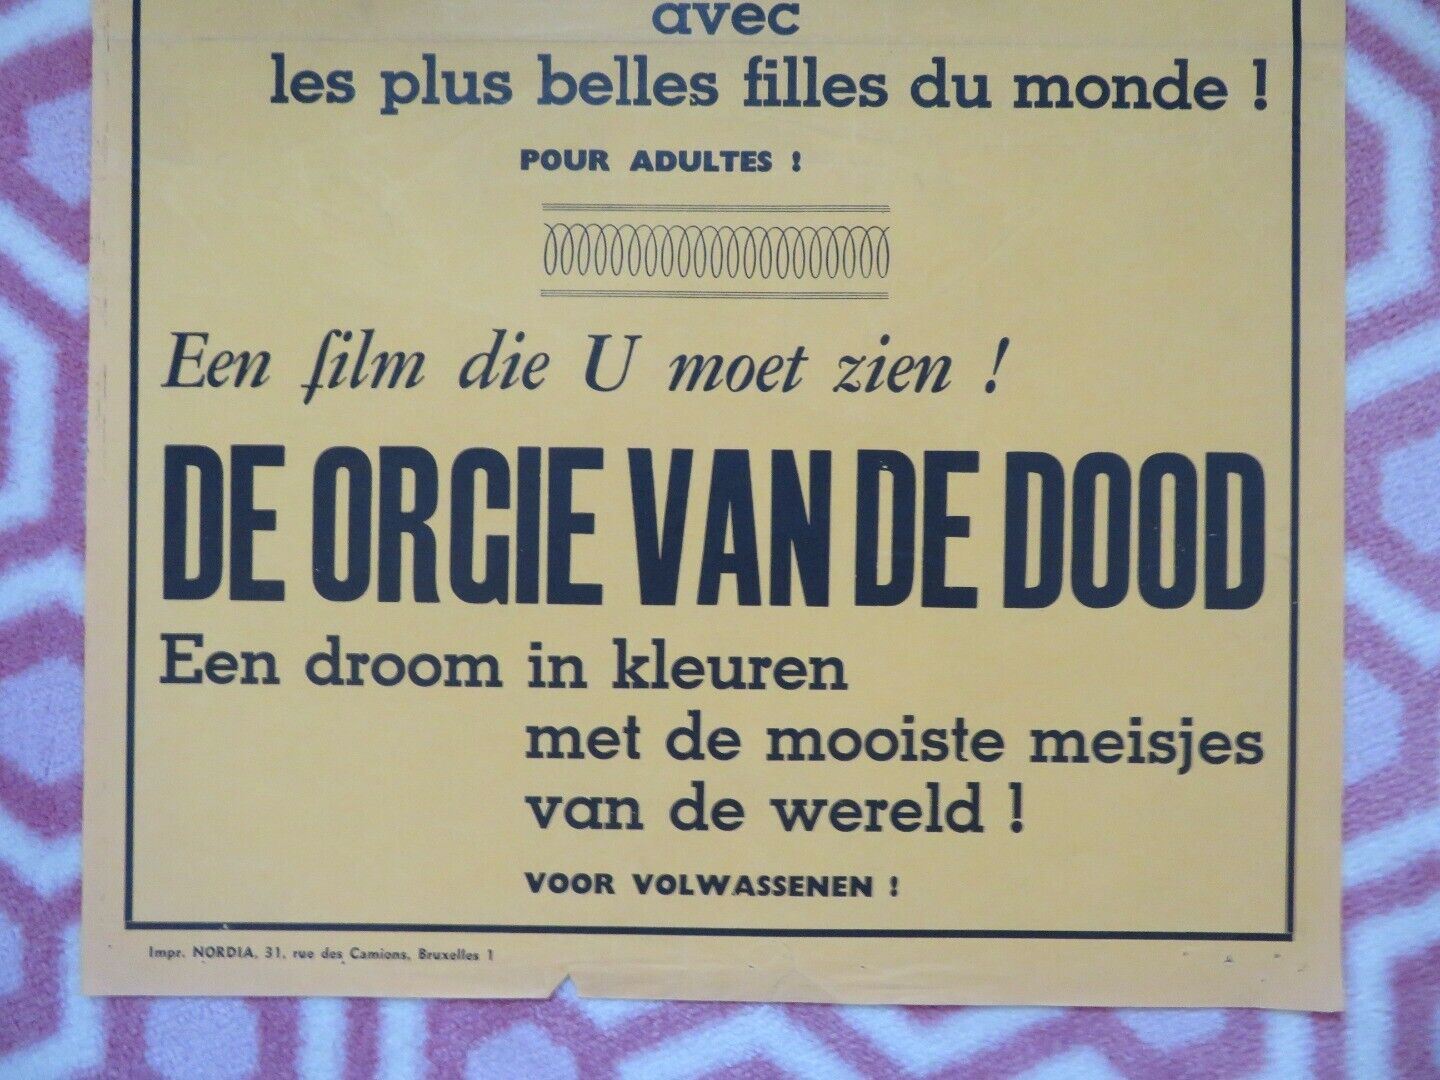 avec
les plus belles filles du monde !
POUR ADULTES !
Een film die U moet zien !
DE ORGIE VAN DE DOOD
Een droom in kleuren
met de mooiste meisjes
van de wereld !
VOOR VOLWASSENEN !
Impr. NORDIA, 31, rue des Camions, Bruxelles 1